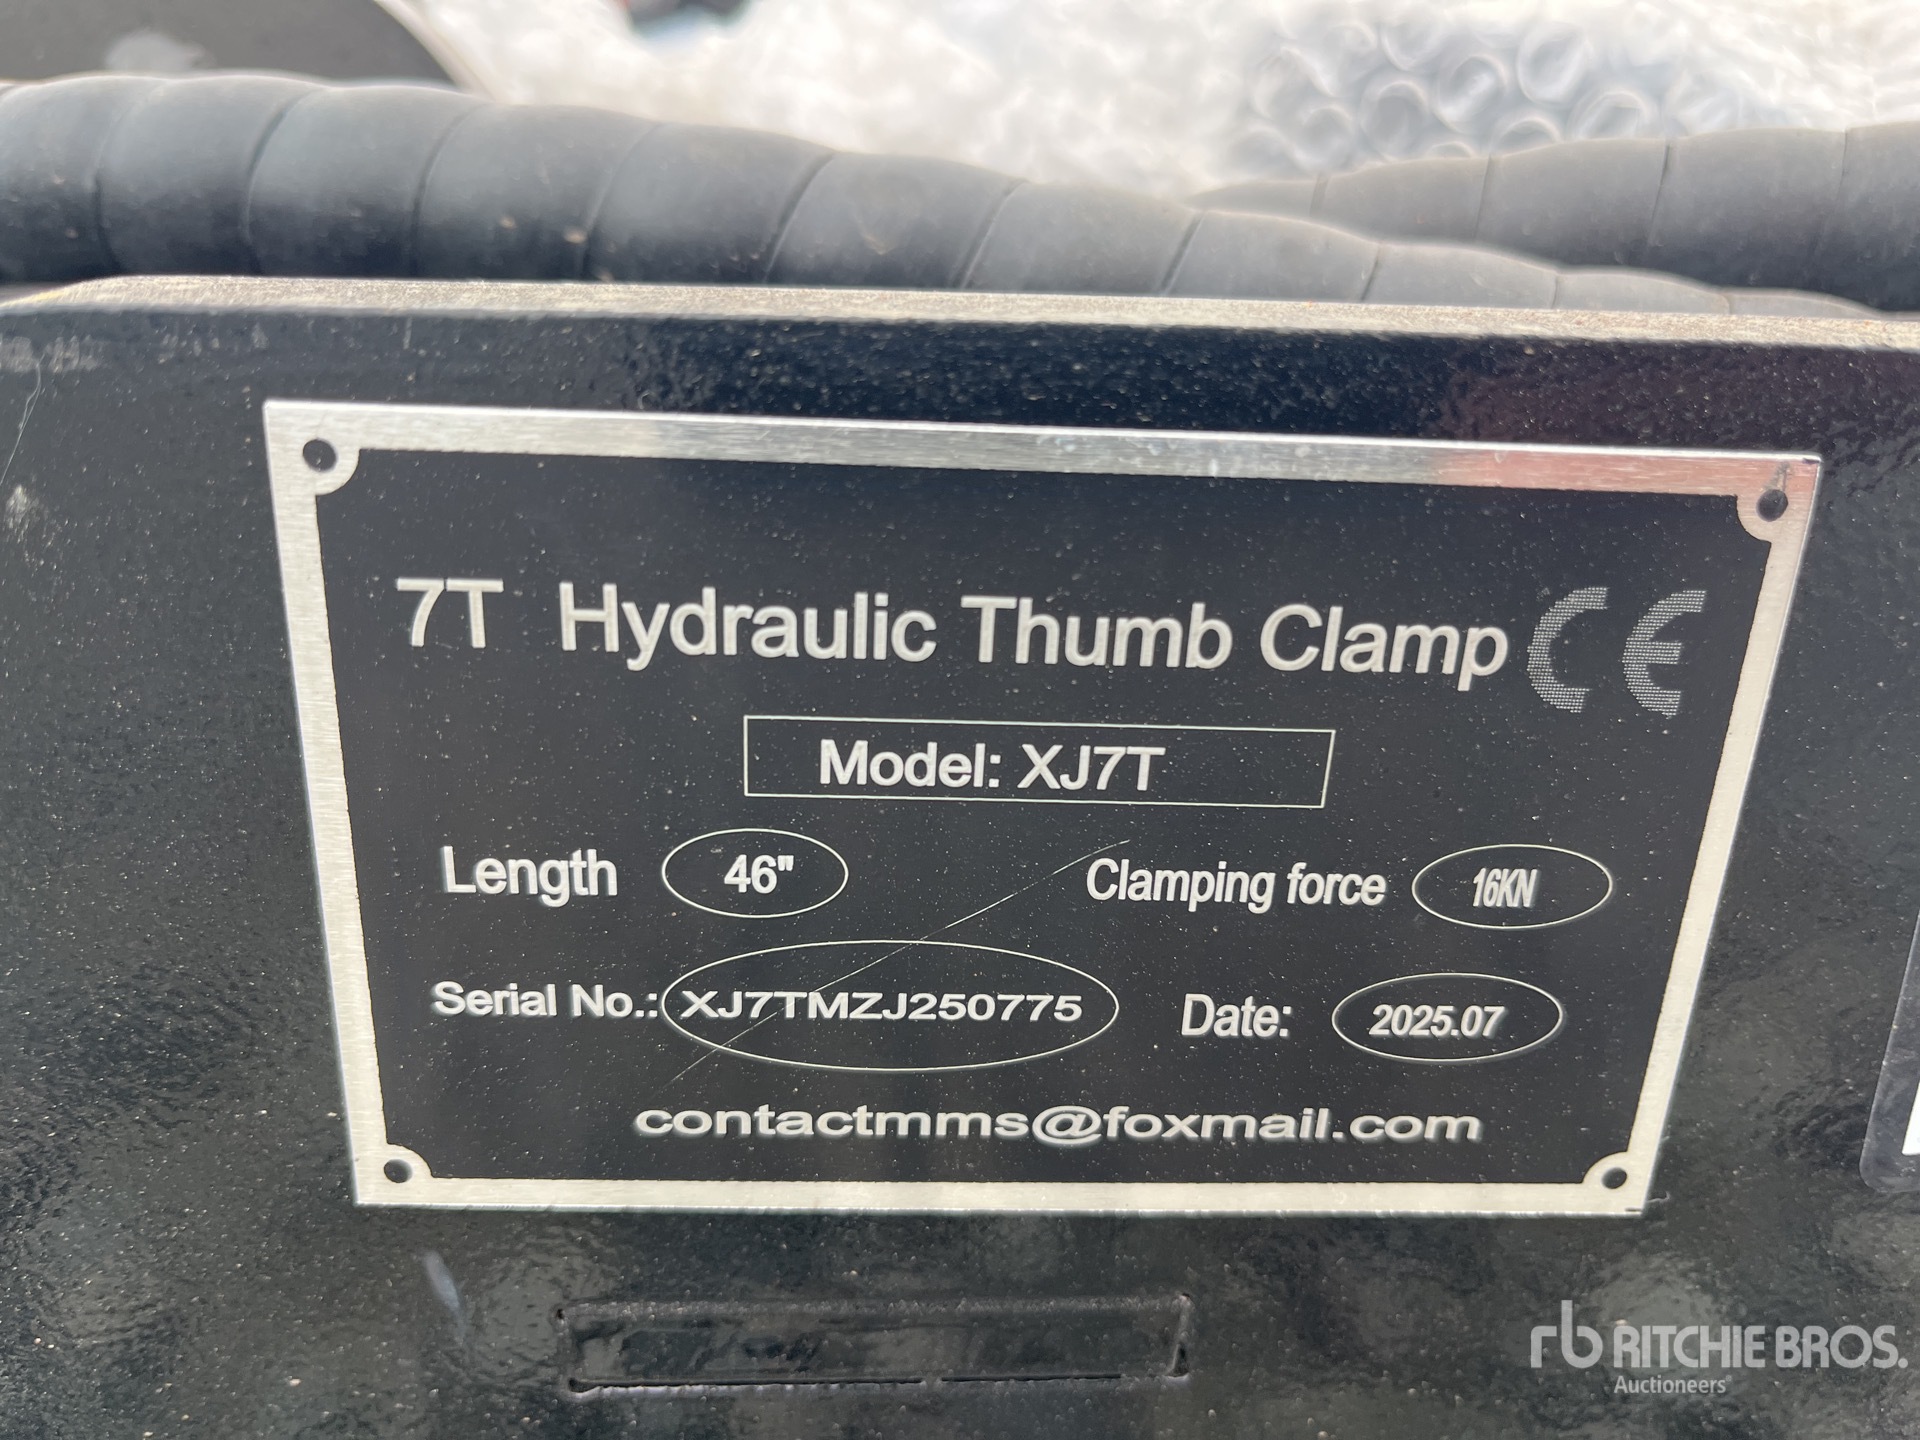 7T Hydraulic Thumb Clamp CE
Model: XJ7T
Length 46" Clamping force 16KN
Serial No.: XJ7TMZJ250775 Date: 2025.07
contactmms@foxmail.com
rb RITCHIE BROS.
Auctioneers